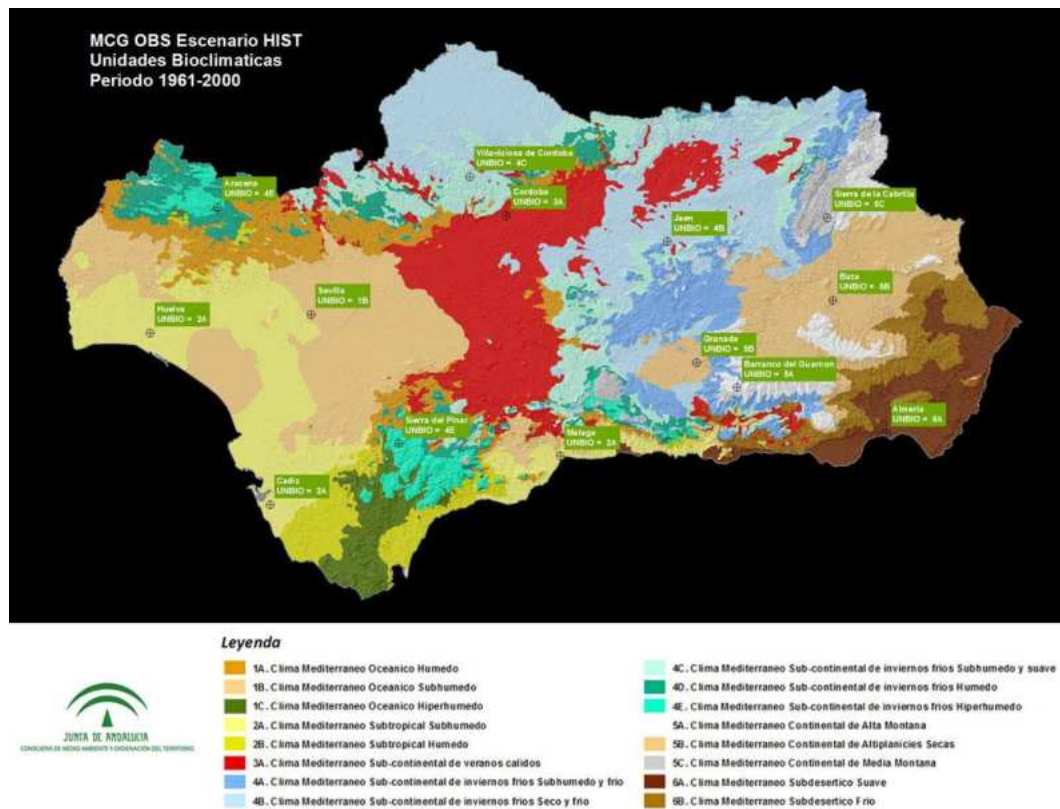 MCG OBS Escenario HIST
Unidades Bioclimaticas
Periodo 1961-2000
Villaviciosa de Cordoba
UNBIO = 4C
Aracena
UNBIO = 4E
Cordoba
UNBIO = 3A
Sierra de la Cabrilla
UNBIO = 5C
Jaen
UNBIO = 4B
Sevilla
UNBIO = 1B
Baza
UNBIO = 5B
Huelva
UNBIO = 2A
Granada
UNBIO = 5B
Barranco del Guarnon
UNBIO = 5A
Almeria
UNBIO = 6A
Sierra del Pinar
UNBIO = 4E
Malaga
UNBIO = 2A
Cadiz
UNBIO = 2A
Leyenda
1A. Clima Mediterraneo Oceanico Humedo
1B. Clima Mediterraneo Oceanico Subhumedo
1C. Clima Mediterraneo Oceanico Hiperhumedo
2A. Clima Mediterraneo Subtropical Subhumedo
2B. Clima Mediterraneo Subtropical Humedo
3A. Clima Mediterraneo Sub-continental de veranos calidos
4A. Clima Mediterraneo Sub-continental de inviernos frios Subhumedo y frio
4B. Clima Mediterraneo Sub-continental de inviernos frios Seco y frio
4C. Clima Mediterraneo Sub-continental de inviernos frios Subhumedo y suave
4D. Clima Mediterraneo Sub-continental de inviernos frios Humedo
4E. Clima Mediterraneo Sub-continental de inviernos frios Hiperhumedo
5A. Clima Mediterraneo Continental de Alta Montana
5B. Clima Mediterraneo Continental de Altiplanicies Secas
5C. Clima Mediterraneo Continental de Media Montana
6A. Clima Mediterraneo Subdesertico Suave
6B. Clima Mediterraneo Subdesertico Frio
JUNTA DE ANDALUCIA
CONSEJERIA DE MEDIO AMBIENTE Y ORDENACIÓN DEL TERRITORIO